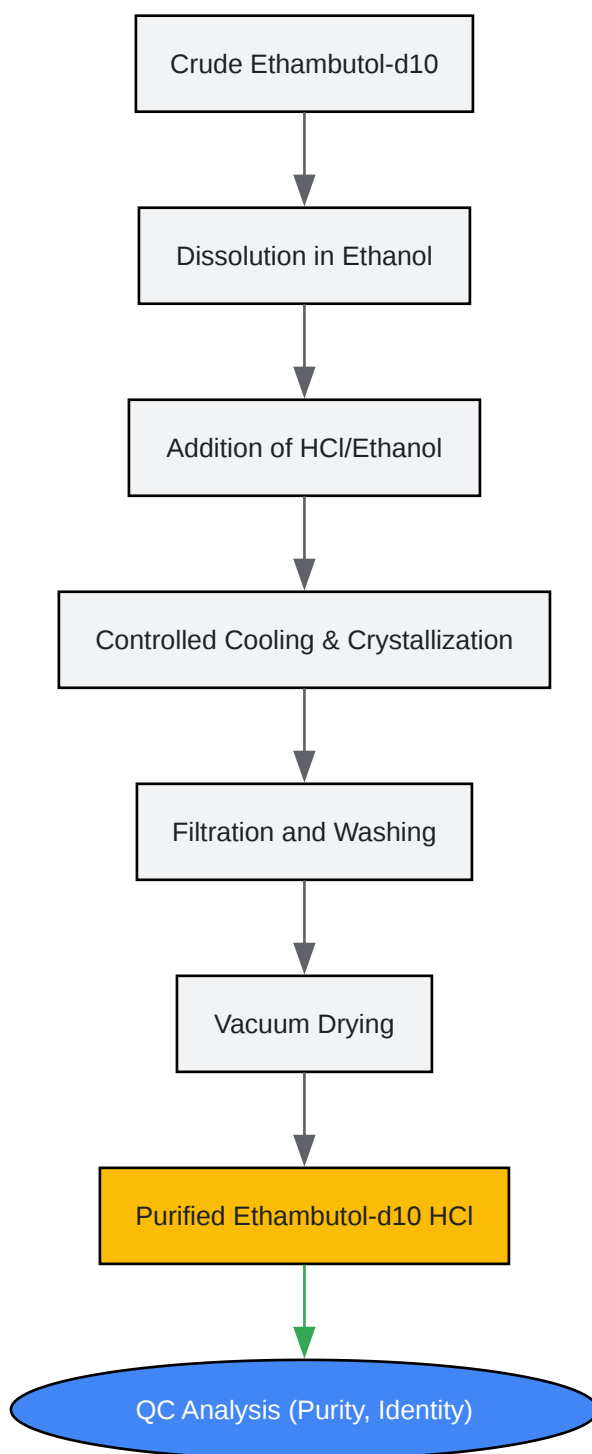 Crude Ethambutol-d10
Dissolution in Ethanol
Addition of HCl/Ethanol
Controlled Cooling & Crystallization
Filtration and Washing
Vacuum Drying
Purified Ethambutol-d10 HCl
QC Analysis (Purity, Identity)